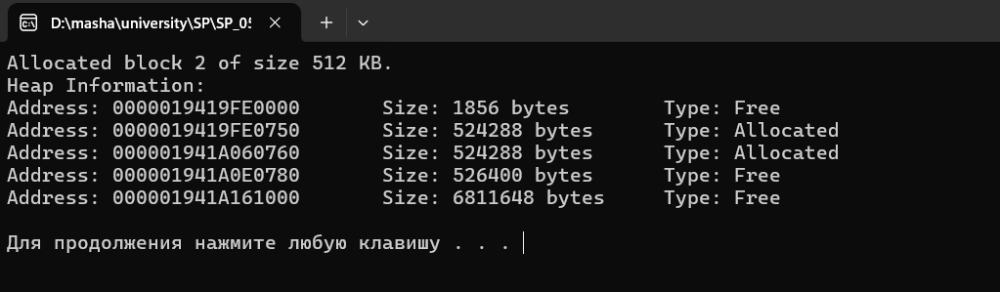 D:\masha\university\SP\SP_05
Allocated block 2 of size 512 KB.
Heap Information:
Address: 0000019419FE0000 Size: 1856 bytes Type: Free
Address: 0000019419FE0750 Size: 524288 bytes Type: Allocated
Address: 000001941A060760 Size: 524288 bytes Type: Allocated
Address: 000001941A0E0780 Size: 526400 bytes Type: Free
Address: 000001941A161000 Size: 6811648 bytes Type: Free
Для продолжения нажмите любую клавишу . . .